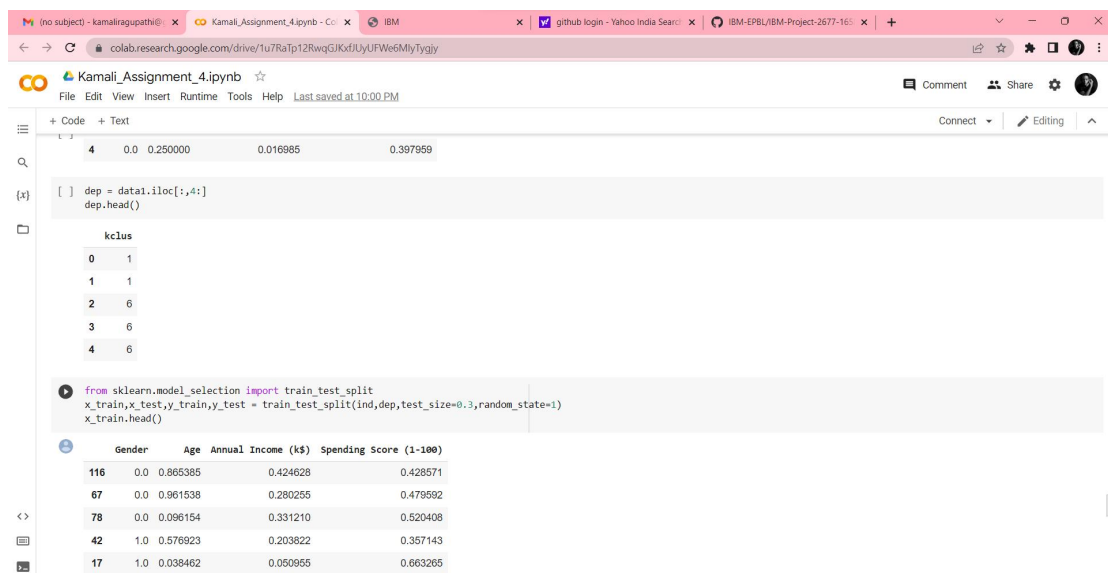 (no subject) - kamaliragupathi@
Kamali_Assignment_4.ipynb - Co
IBM
github login - Yahoo India Search
IBM-EPBL/IBM-Project-2677-165
colab.research.google.com/drive/1u7RaTp12RwqGJKxfJUyUFWe6MIyTygjy
CO Kamali_Assignment_4.ipynb
Comment Share
File Edit View Insert Runtime Tools Help Last saved at 10:00 PM
+ Code + Text Connect Editing
[ ]
4 0.0 0.250000 0.016985 0.397959
{x} [ ] dep = data1.iloc[:,4:]
dep.head()
kclus
0 1
1 1
2 6
3 6
4 6
from sklearn.model_selection import train_test_split
x_train,x_test,y_train,y_test = train_test_split(ind,dep,test_size=0.3,random_state=1)
x_train.head()
Gender Age Annual Income (k$) Spending Score (1-100)
116 0.0 0.865385 0.424628 0.428571
67 0.0 0.961538 0.280255 0.479592
78 0.0 0.096154 0.331210 0.520408
42 1.0 0.576923 0.203822 0.357143
17 1.0 0.038462 0.050955 0.663265